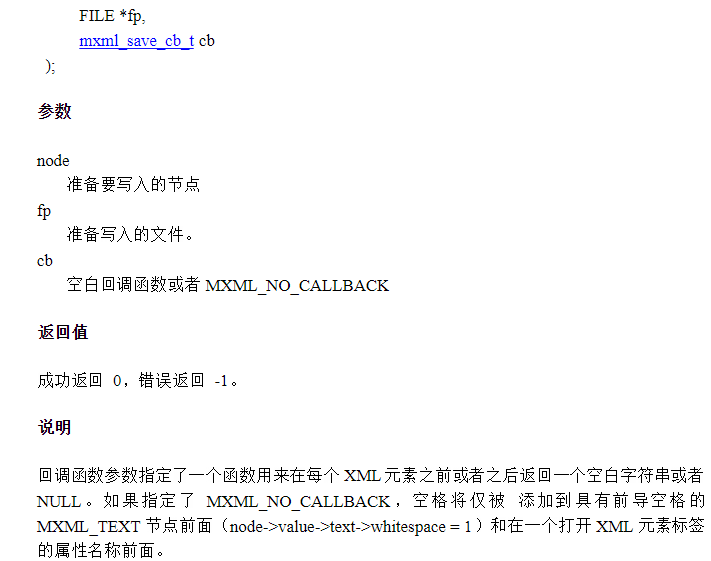 FILE *fp,
mxml_save_cb_t cb
);
参数
node
准备要写入的节点
fp
准备写入的文件。
cb
空白回调函数或者 MXML_NO_CALLBACK
返回值
成功返回 0，错误返回 -1。
说明
回调函数参数指定了一个函数用来在每个 XML 元素之前或者之后返回一个空白字符串或者
NULL。如果指定了 MXML_NO_CALLBACK，空格将仅被 添加到具有前导空格的
MXML_TEXT 节点前面（node->value->text->whitespace = 1）和在一个打开 XML 元素标签
的属性名称前面。